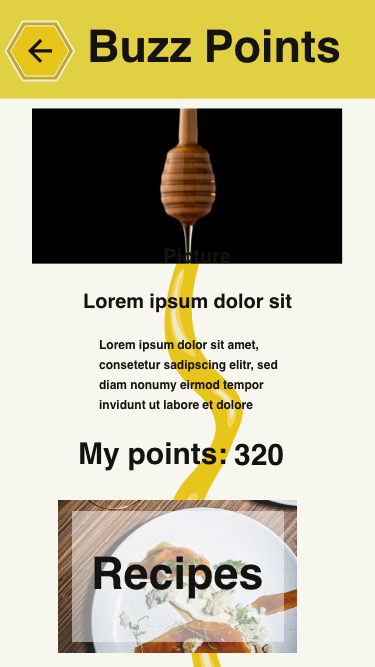 Buzz Points
Picture
Lorem ipsum dolor sit
Lorem ipsum dolor sit amet,
consetetur sadipscing elitr, sed
diam nonumy eirmod tempor
invidunt ut labore et dolore
My points: 320
Recipes